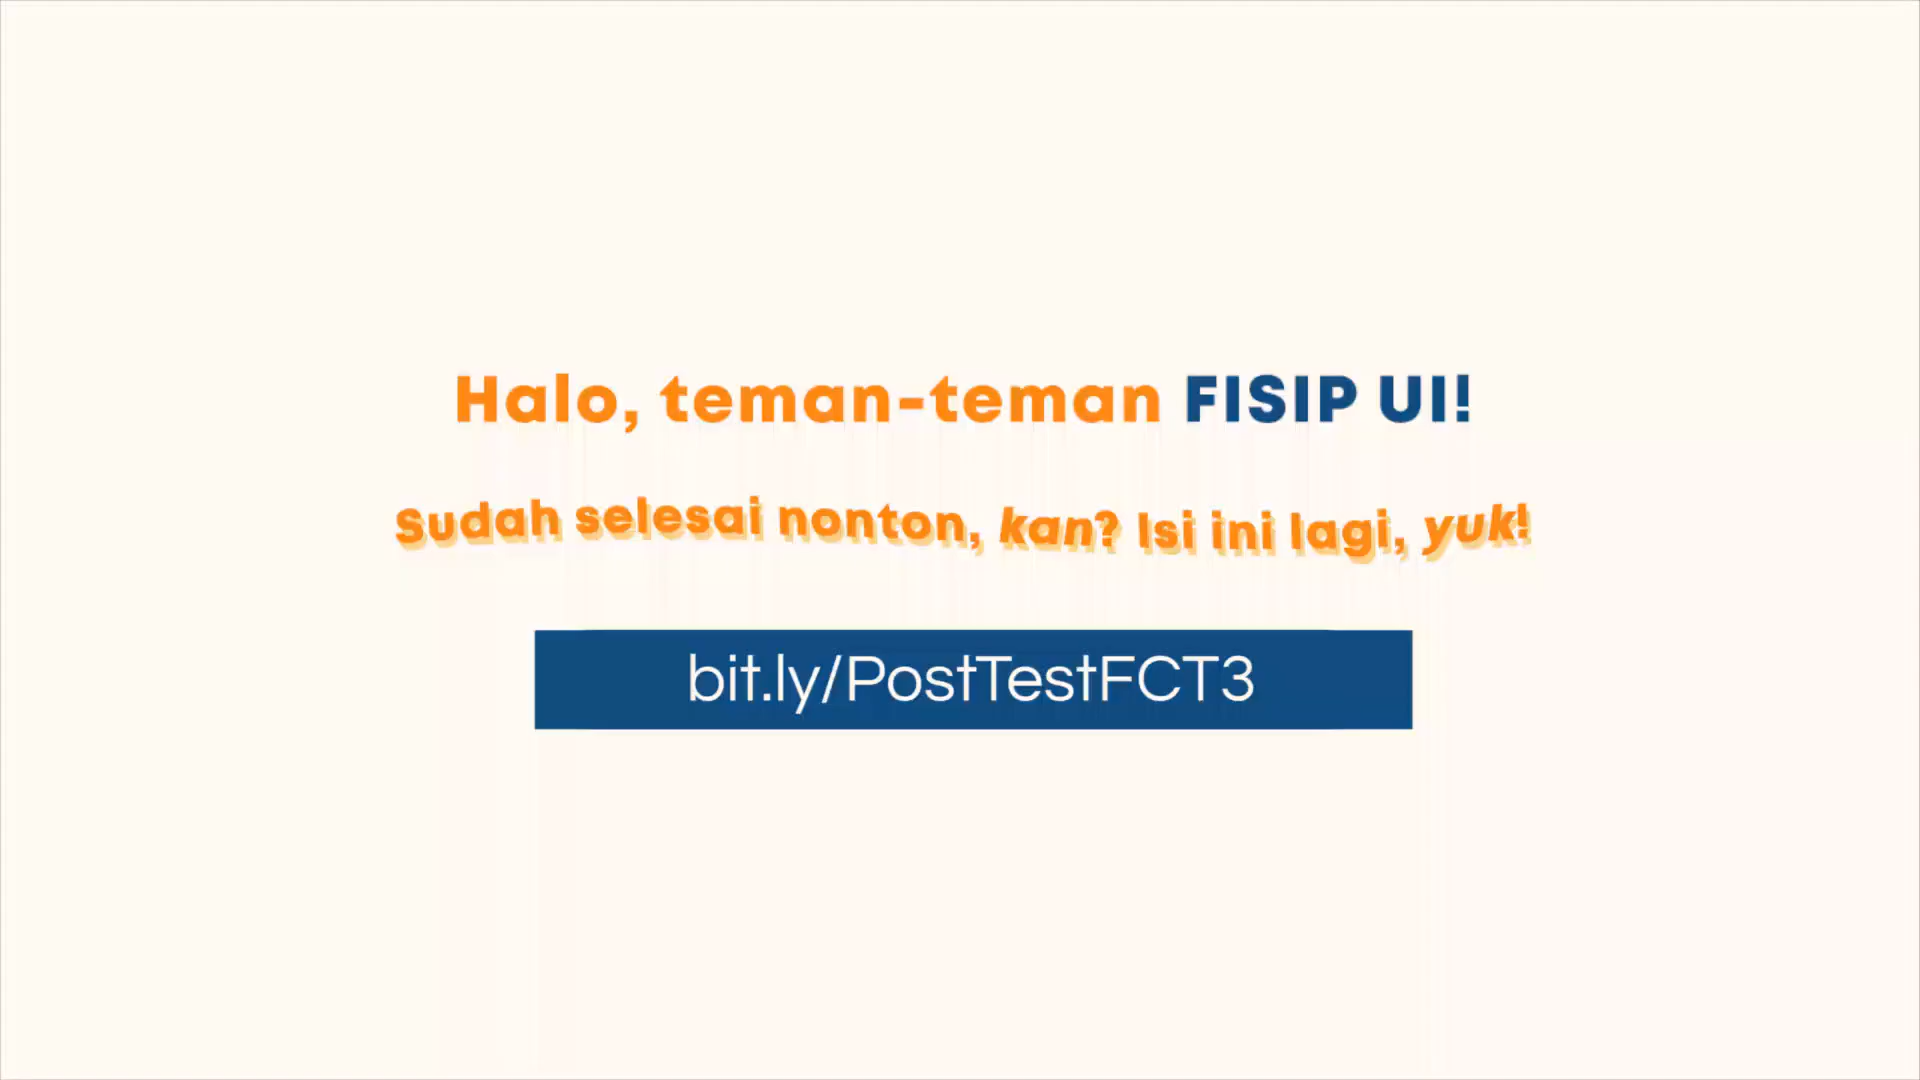 Halo, teman-teman FISIP UI!
Sudah selesai nonton, kan? Isi ini lagi, yuk!
bit.ly/PostTestFCT3